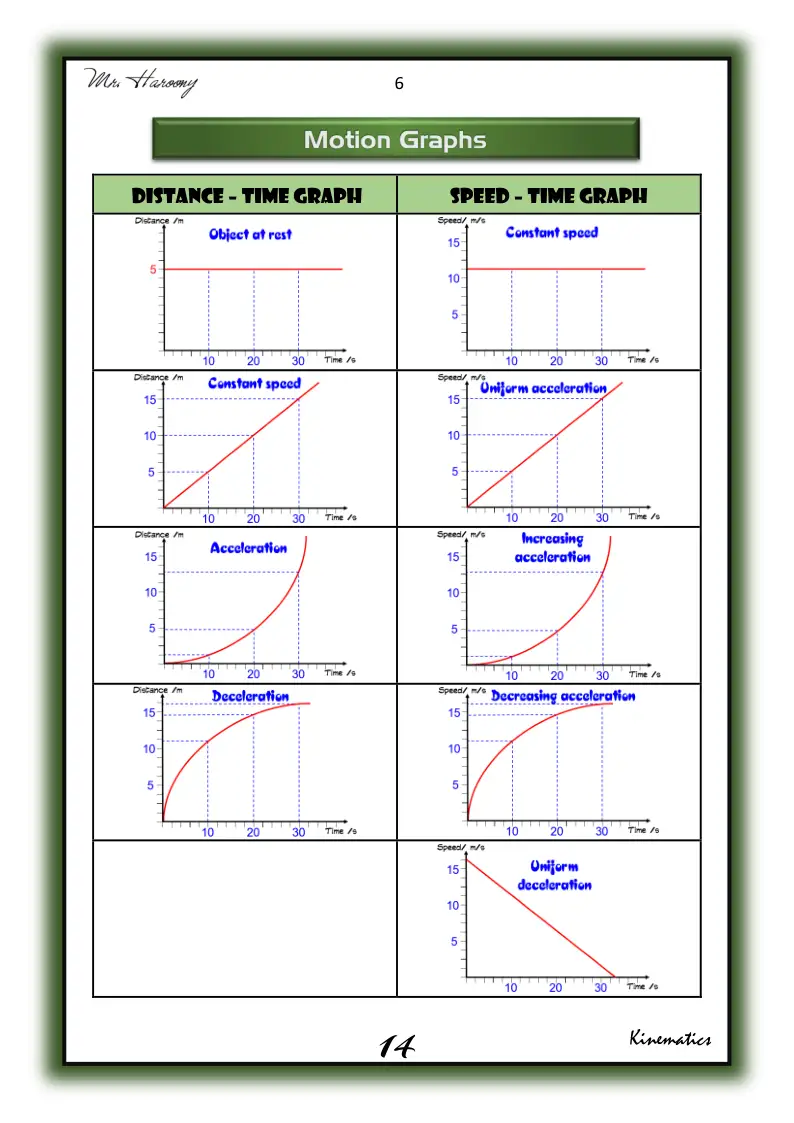 Mr. Haroony
6
Motion Graphs
DISTANCE – TIME GRAPH
SPEED – TIME GRAPH
Distance /m
Object at rest
5
10 20 30 Time /s
Speed/ m/s
Constant speed
15
10
5
10 20 30 Time /s
Distance /m
Constant speed
15
10
5
10 20 30 Time /s
Speed/ m/s
Uniform acceleration
15
10
5
10 20 30 Time /s
Distance /m
Acceleration
15
10
5
10 20 30 Time /s
Speed/ m/s
Increasing
acceleration
15
10
5
10 20 30 Time /s
Distance /m
Deceleration
15
10
5
10 20 30 Time /s
Speed/ m/s
Decreasing acceleration
15
10
5
10 20 30 Time /s
Speed/ m/s
Uniform
deceleration
15
10
5
10 20 30 Time /s
Kinematics
14